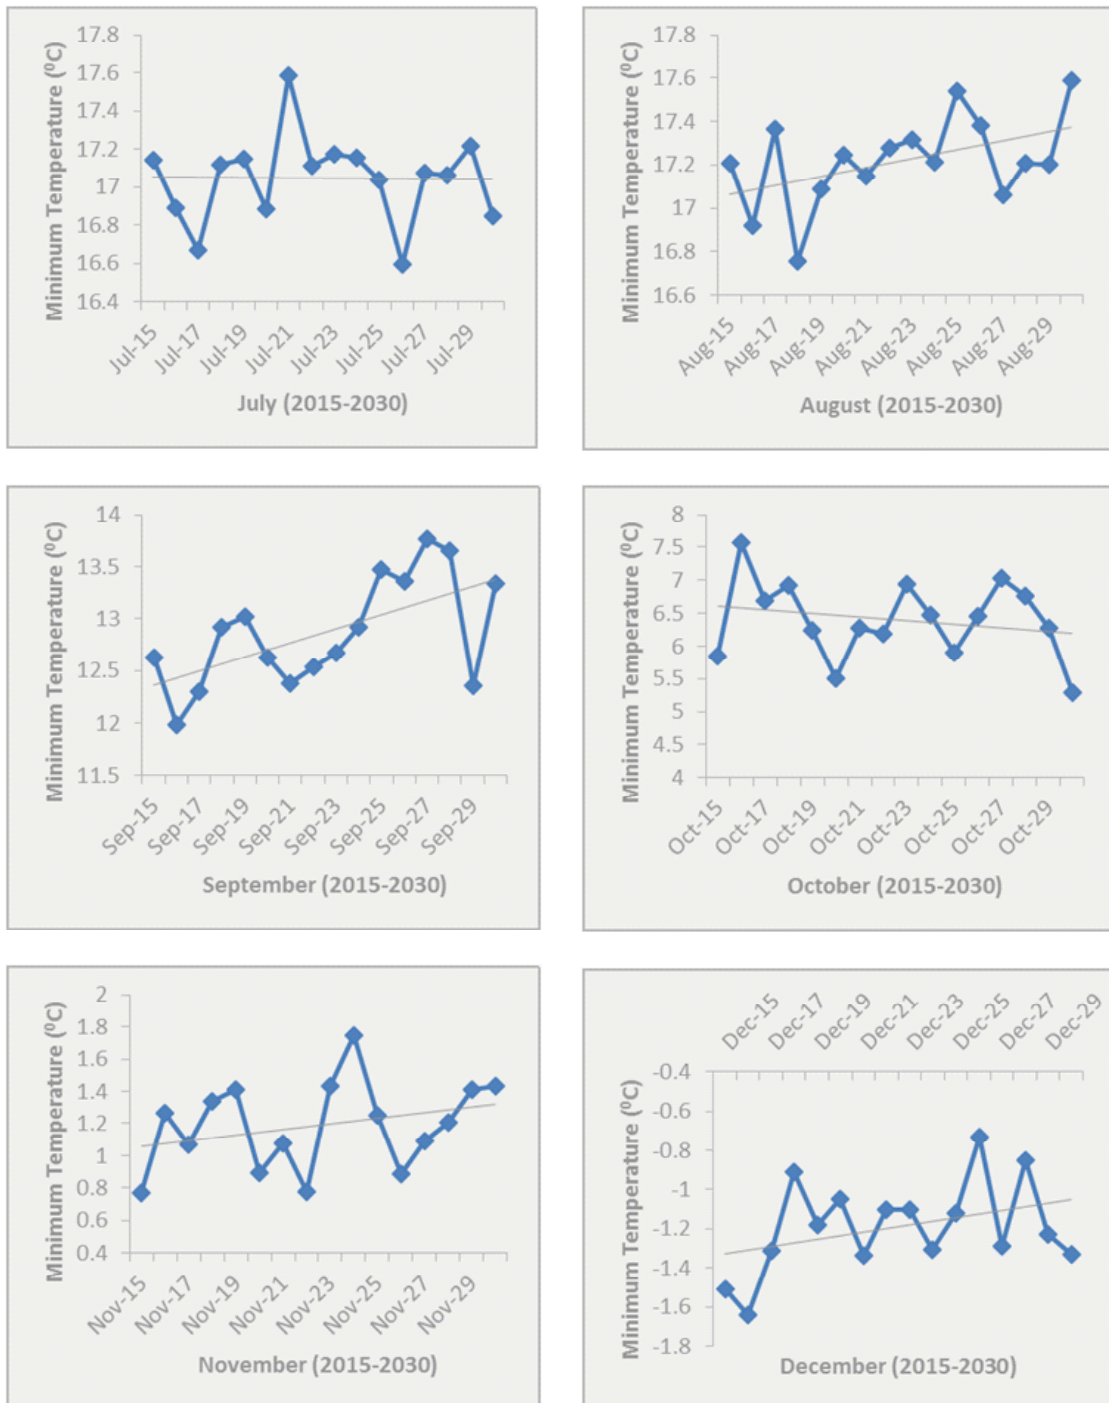 Minimum Temperature (⁰C)
17.8
17.6
17.4
17.2
17
16.8
16.6
16.4
Jul-15
Jul-17
Jul-19
Jul-21
Jul-23
Jul-25
Jul-27
Jul-29
July (2015-2030)
Minimum Temperature (⁰C)
17.8
17.6
17.4
17.2
17
16.8
16.6
Aug-15
Aug-17
Aug-19
Aug-21
Aug-23
Aug-25
Aug-27
Aug-29
August (2015-2030)
Minimum Temperature (⁰C)
14
13.5
13
12.5
12
11.5
Sep-15
Sep-17
Sep-19
Sep-21
Sep-23
Sep-25
Sep-27
Sep-29
September (2015-2030)
Minimum Temperature (⁰C)
8
7.5
7
6.5
6
5.5
5
4.5
4
Oct-15
Oct-17
Oct-19
Oct-21
Oct-23
Oct-25
Oct-27
Oct-29
October (2015-2030)
Minimum Temperature (⁰C)
2
1.8
1.6
1.4
1.2
1
0.8
0.6
0.4
Nov-15
Nov-17
Nov-19
Nov-21
Nov-23
Nov-25
Nov-27
Nov-29
November (2015-2030)
Minimum Temperature (⁰C)
Dec-15
Dec-17
Dec-19
Dec-21
Dec-23
Dec-25
Dec-27
Dec-29
-0.4
-0.6
-0.8
-1
-1.2
-1.4
-1.6
-1.8
December (2015-2030)